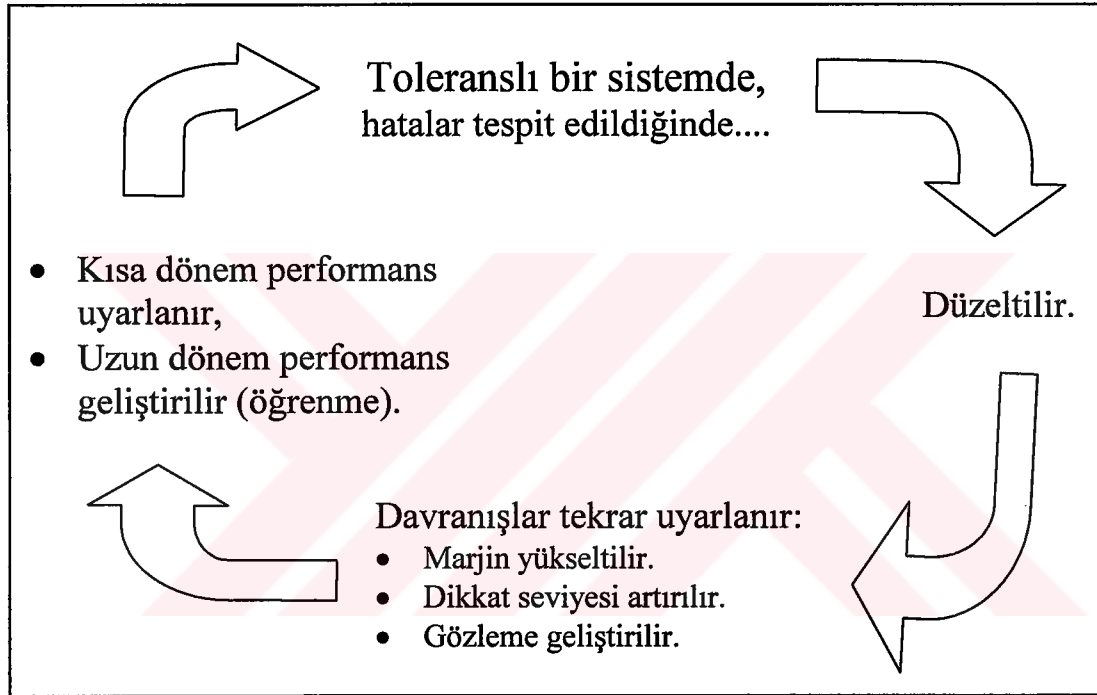 Toleranslı bir sistemde,
hatalar tespit edildiğinde....
Düzeltilir.
Davranışlar tekrar uyarlanır:
• Marjin yükseltilir.
• Dikkat seviyesi artırılır.
• Gözleme geliştirilir.
• Kısa dönem performans
uyarlanır,
• Uzun dönem performans
geliştirilir (öğrenme).